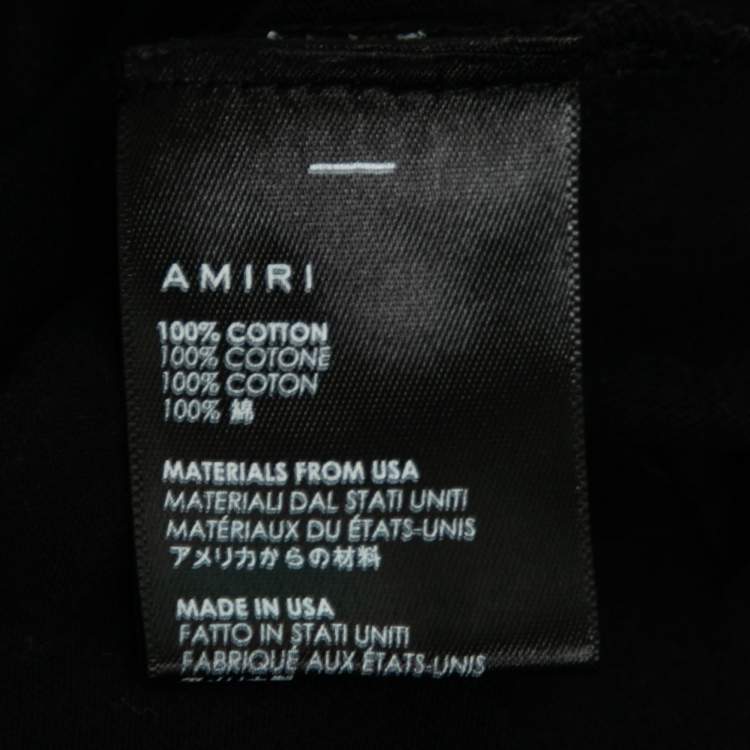 AMIRI
100% COTTON
100% COTONE
100% COTON
100% 綿
MATERIALS FROM USA
MATERIALI DAL STATI UNITI
MATÉRIAUX DU ÉTATS-UNIS
アメリカからの材料
MADE IN USA
FATTO IN STATI UNITI
FABRIQUÉ AUX ÉTATS-UNIS